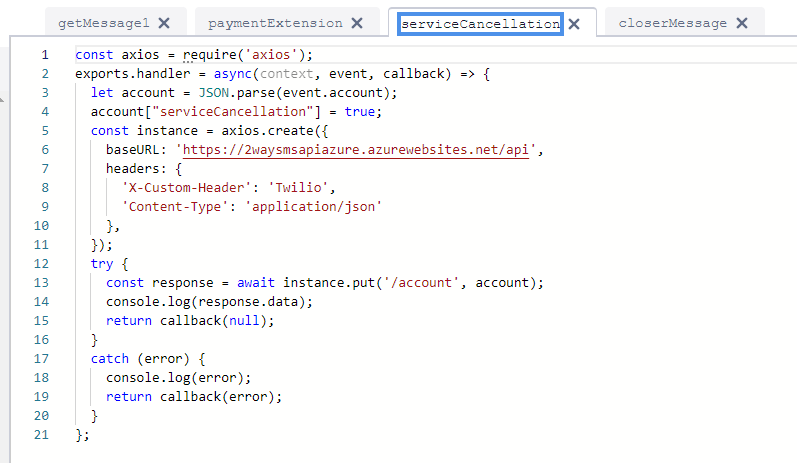 getMessage1 × paymentExtension × serviceCancellation × closerMessage ×
1 const axios = require('axios');
2 exports.handler = async(context, event, callback) => {
3   let account = JSON.parse(event.account);
4   account["serviceCancellation"] = true;
5   const instance = axios.create({
6     baseURL: 'https://2waysmsapiazure.azurewebsites.net/api',
7     headers: {
8       'X-Custom-Header': 'Twilio',
9       'Content-Type': 'application/json'
10     },
11   });
12   try {
13     const response = await instance.put('/account', account);
14     console.log(response.data);
15     return callback(null);
16   }
17   catch (error) {
18     console.log(error);
19     return callback(error);
20   }
21 };